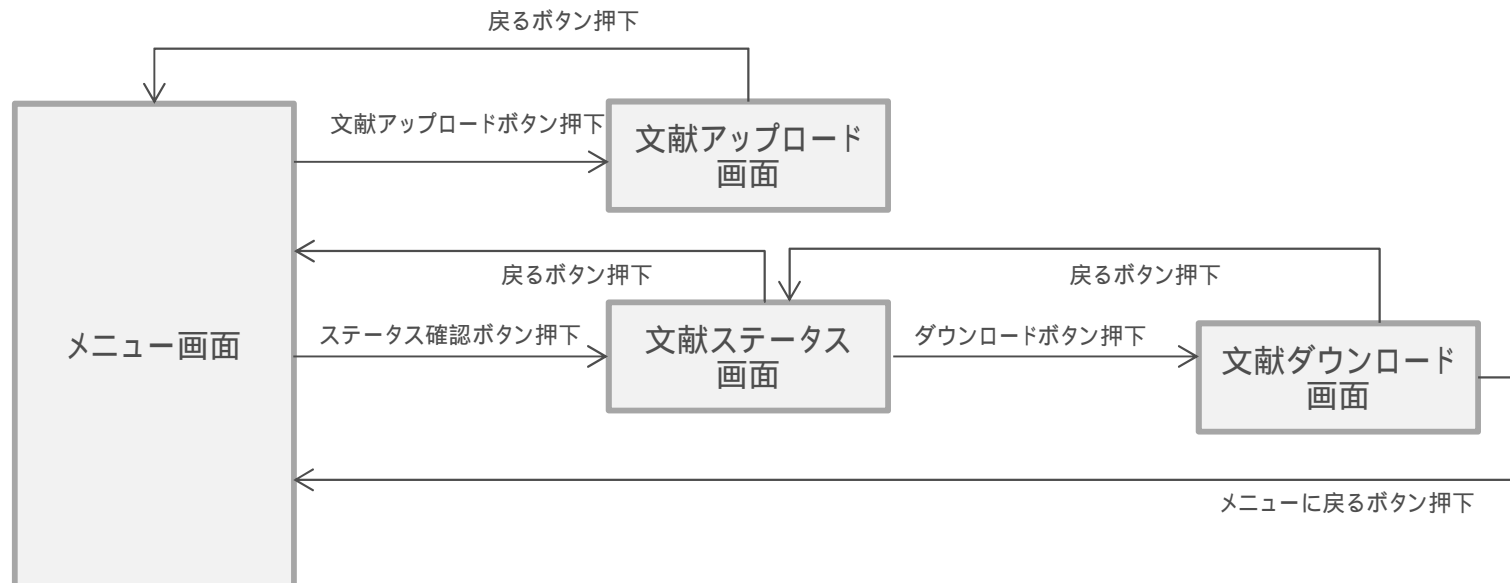 戻るボタン押下
文献アップロードボタン押下
文献アップロード
画面
戻るボタン押下
戻るボタン押下
メニュー画面
ステータス確認ボタン押下
文献ステータス
画面
ダウンロードボタン押下
文献ダウンロード
画面
メニューに戻るボタン押下